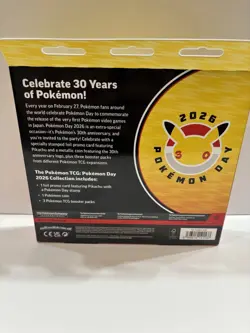 Celebrate 30 Years
of Pokémon!
Every year on February 27, Pokémon fans around
the world celebrate Pokémon Day to commemorate
the release of the very first Pokémon video games
in Japan. Pokémon Day 2026 is an extra-special
occasion—it's Pokémon's 30th anniversary,
and you're invited to the party! Celebrate with a
specially stamped foil promo card featuring
Pikachu and a metallic coin featuring the 30th
anniversary logo, plus three booster packs
from different Pokémon TCG expansions.
The Pokémon TCG: Pokémon Day
2026 Collection includes:
• 1 foil promo card featuring Pikachu with
a Pokémon Day stamp
• 1 Pokémon coin
• 3 Pokémon TCG booster packs
2026
POKÉMON DAY